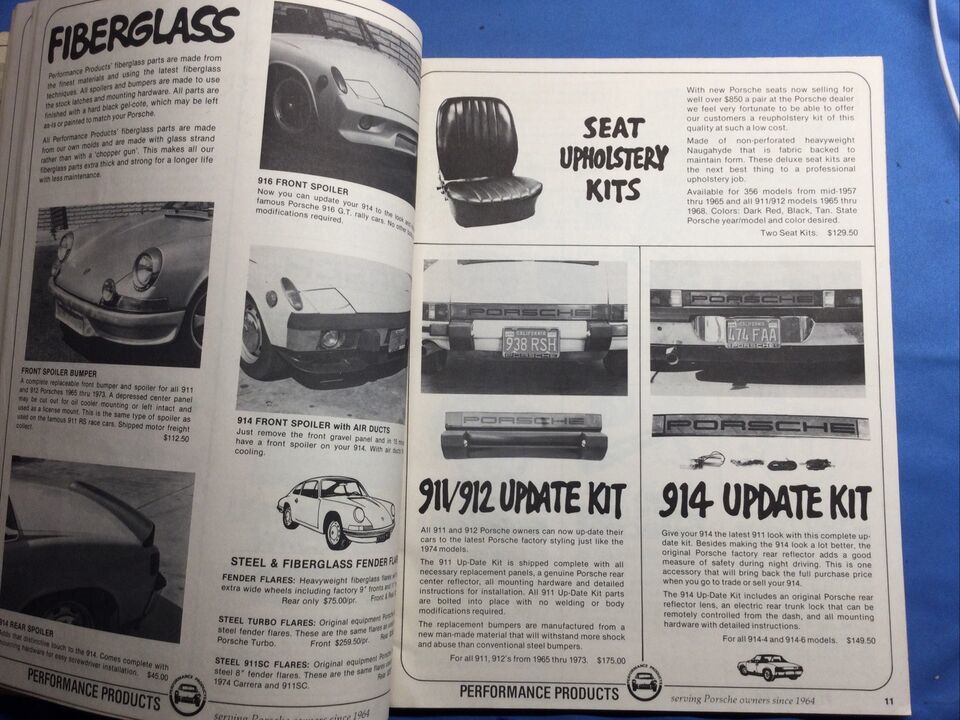 FIBERGLASS
Performance Products' fiberglass parts are made from
the finest materials and using the latest fiberglass
techniques. All spoilers and bumpers are made to use
the stock latches and mounting hardware. All parts are
finished with a hard black gel-cote, which may be left
as-is or painted to match your Porsche.
All Performance Products' fiberglass parts are made
from our own molds and are made with glass strand
rather than with a 'chopper gun'. This makes all our
fiberglass parts extra thick and strong for a longer life
with less maintenance.
FRONT SPOILER BUMPER
A complete replaceable front bumper and spoiler for all 911
and 912 Porsches 1965 thru 1973. A depressed center panel
may be cut out for oil cooler mounting or left intact and
used as a license mount. This is the same type of spoiler as
used on the famous 911 RS race cars. Shipped motor freight
collect.
$112.50
914 REAR SPOILER
Adds that distinctive touch to the 914. Comes complete with
mounting hardware for easy screwdriver installation. $45.00
916 FRONT SPOILER
Now you can update your 914 to the look
famous Porsche 916 G.T. rally cars. No other
modifications required.
914 FRONT SPOILER with AIR DUCTS
Just remove the front gravel panel and in 15
have a front spoiler on your 914. With air
cooling.
STEEL & FIBERGLASS FENDER
FENDER FLARES: Heavyweight fiberglass
extra wide wheels including factory 9" fronts
Rear only $75.00/pr. Front &
STEEL TURBO FLARES: Original equipment
steel fender flares. These are the same flares
Porsche Turbo. Front $259.50/pr.
STEEL 911SC FLARES: Original equipment
steel 8" fender flares. These are the same
1974 Carrera and 911SC.
PERFORMANCE PRODUCTS
serving Porsche owners since 1964
SEAT
UPHOLSTERY
KITS
With new Porsche seats now selling for
well over $850 a pair at the Porsche dealer
we feel very fortunate to be able to offer
our customers a reupholstery kit of this
quality at such a low cost.
Made of non-perforated heavyweight
Naugahyde that is fabric backed to
maintain form. These deluxe seat kits are
the next best thing to a professional
upholstery job.
Available for 356 models from mid-1957
thru 1965 and all 911/912 models 1965 thru
1968. Colors: Dark Red, Black, Tan. State
Porsche year/model and color desired.
Two Seat Kits: $129.50
PORSCHE
CALIFORNIA
938 RSH
PORSCHE
PORSCHE
911/912 UPDATE KIT
All 911 and 912 Porsche owners can now up-date their
cars to the latest Porsche factory styling just like the
1974 models.
The 911 Up-Date Kit is shipped complete with all
necessary replacement panels, a genuine Porsche rear
center reflector, all mounting hardware and detailed
instructions for installation. All 911 Up-Date Kit parts
are bolted into place with no welding or body
modifications required.
The replacement bumpers are manufactured from a
new man-made material that will withstand more shock
and abuse than conventional steel bumpers.
For all 911, 912's from 1965 thru 1973. $175.00
PORSCHE
CALIFORNIA
474 FAA
PORSCHE
PORSCHE
914 UPDATE KIT
Give your 914 the latest 911 look with this complete up-
date kit. Besides making the 914 look a lot better, the
original Porsche factory rear reflector adds a good
measure of safety during night driving. This is one
accessory that will bring back the full purchase price
when you go to trade or sell your 914.
The 914 Up-Date Kit includes an original Porsche rear
reflector lens, an electric rear trunk lock that can be
remotely controlled from the dash, and all mounting
hardware with detailed instructions.
For all 914-4 and 914-6 models. $149.50
PERFORMANCE PRODUCTS
serving Porsche owners since 1964
11